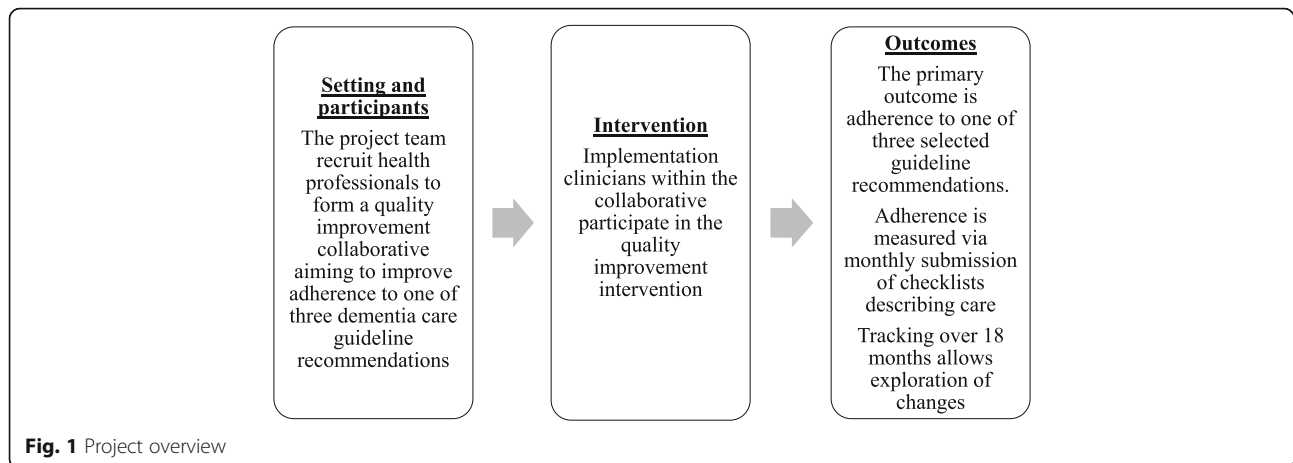 Setting and
participants
The project team
recruit health
professionals to
form a quality
improvement
collaborative
aiming to improve
adherence to one of
three dementia care
guideline
recommendations
Intervention
Implementation
clinicians within the
collaborative
participate in the
quality
improvement
intervention
Outcomes
The primary
outcome is
adherence to one of
three selected
guideline
recommendations.
Adherence is
measured via
monthly submission
of checklists
describing care
Tracking over 18
months allows
exploration of
changes
Fig. 1 Project overview